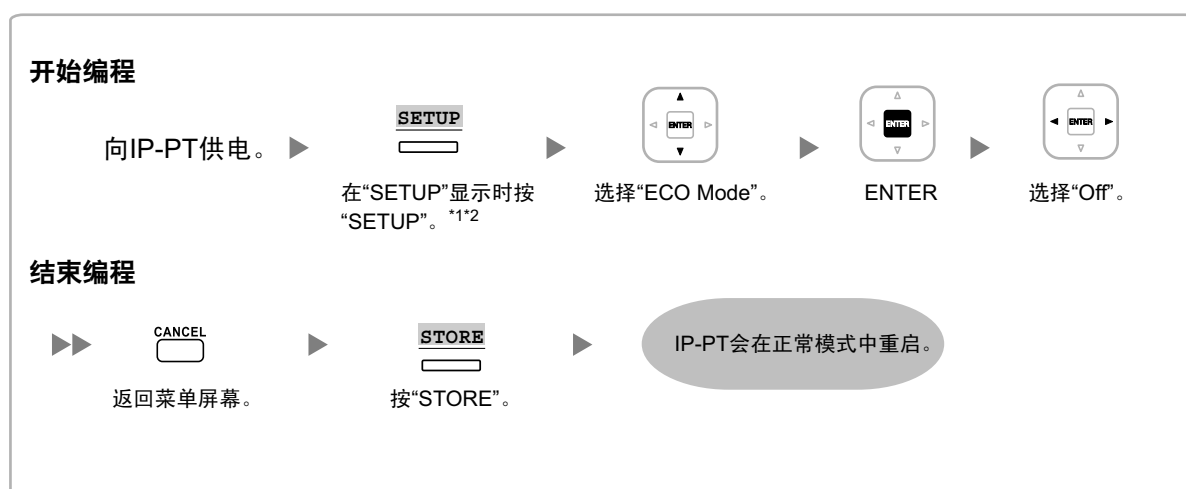 开始编程
向IP-PT供电。
SETUP
在“SETUP”显示时按
“SETUP”。*1*2
ENTER
选择“ECO Mode”。
ENTER
ENTER
ENTER
选择“Off”。
结束编程
CANCEL
返回菜单屏幕。
STORE
按“STORE”。
IP-PT会在正常模式中重启。